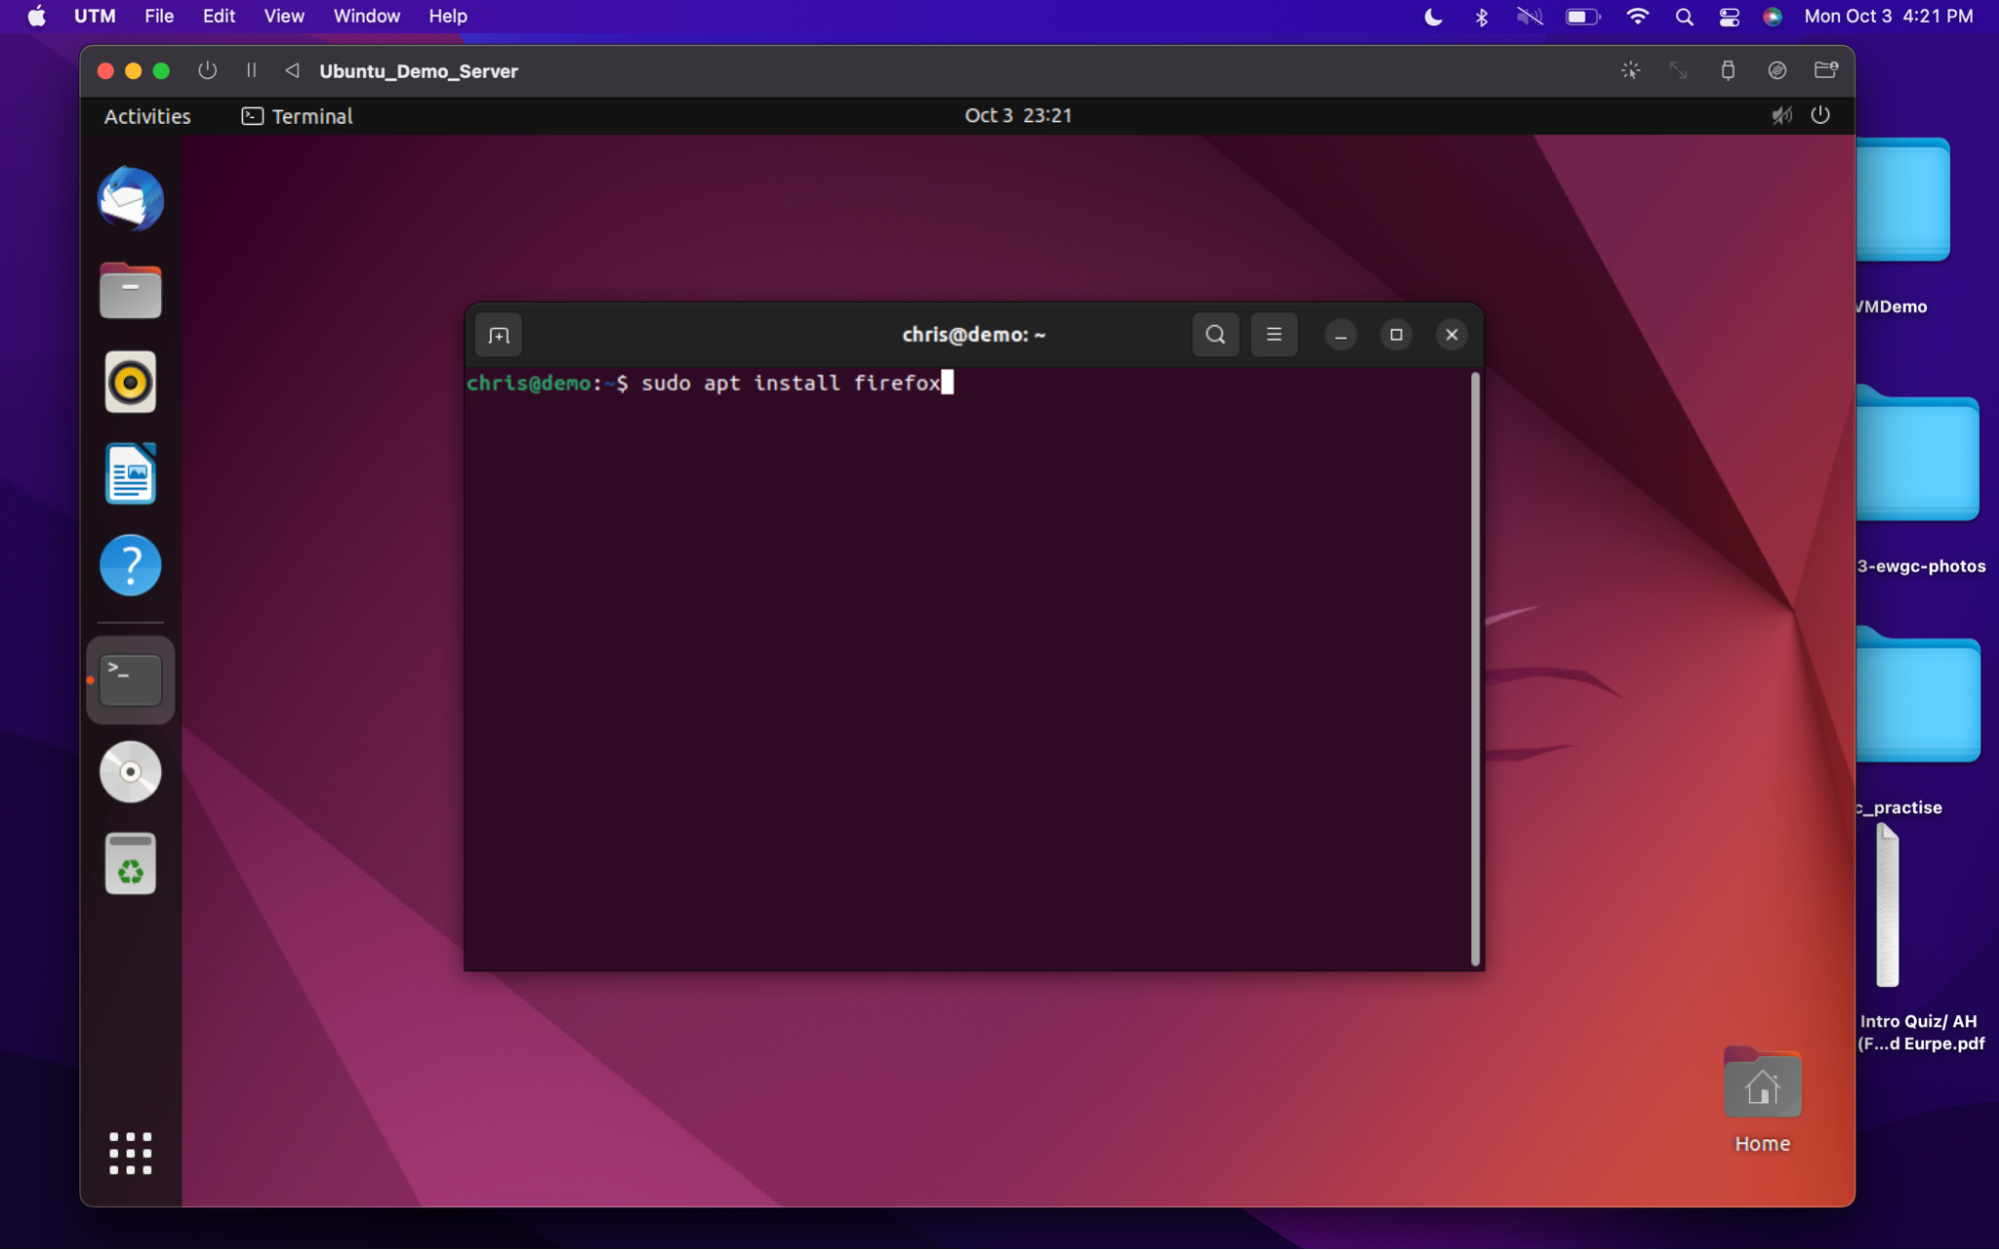 UTM File Edit View Window Help Mon Oct 3 4:21 PM
Ubuntu_Demo_Server
Activities Terminal Oct 3 23:21
chris@demo: ~
chris@demo:~$ sudo apt install firefox
VMDemo
3-ewgc-photos
c_practise
Intro Quiz/ AH
(F...d Eurpe.pdf
Home